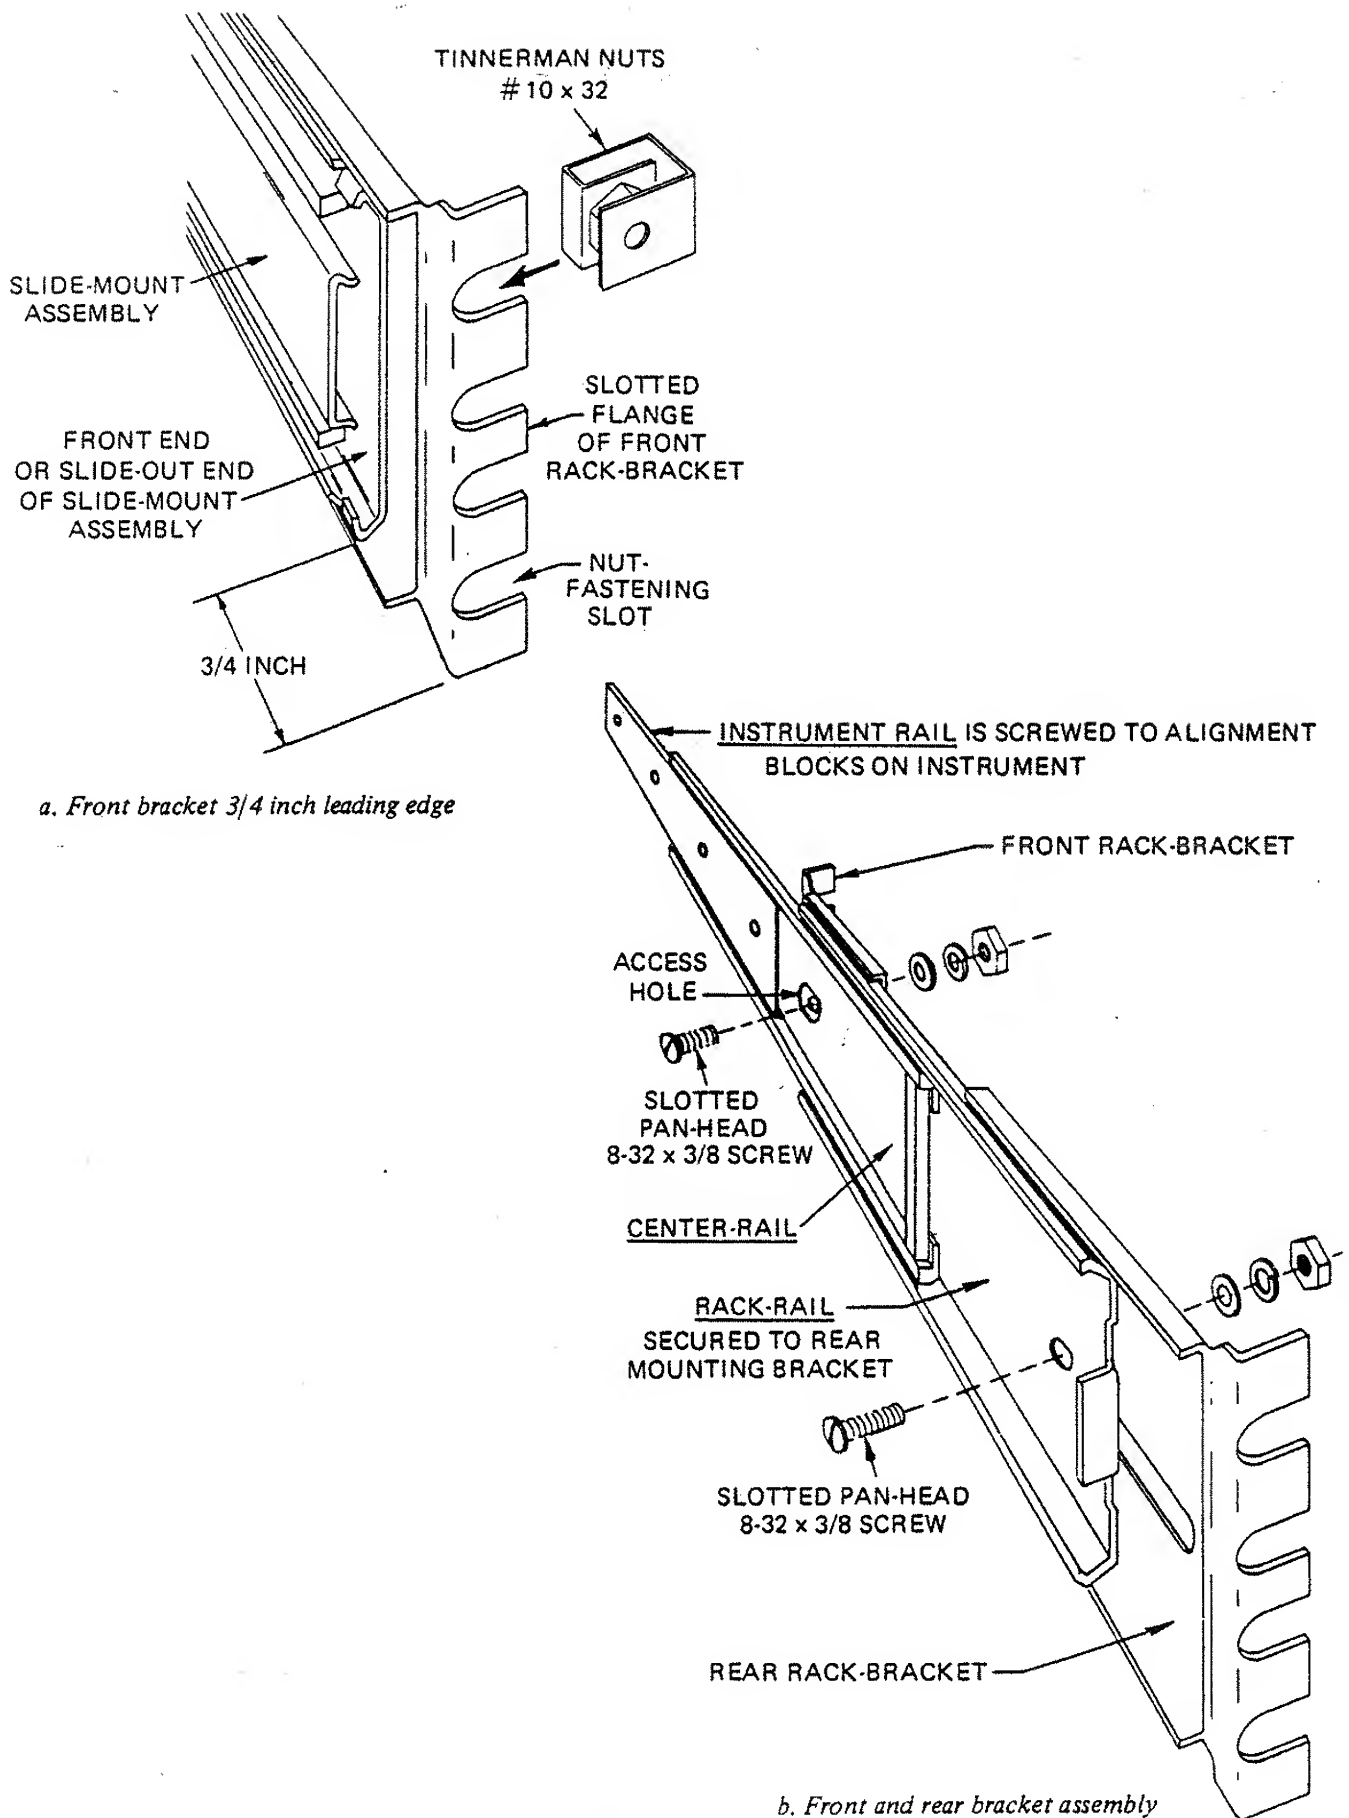 TINNERMAN NUTS
# 10 x 32
SLIDE-MOUNT
ASSEMBLY
SLOTTED
FLANGE
OF FRONT
RACK-BRACKET
FRONT END
OR SLIDE-OUT END
OF SLIDE-MOUNT
ASSEMBLY
NUT-
FASTENING
SLOT
3/4 INCH
a. Front bracket 3/4 inch leading edge
INSTRUMENT RAIL IS SCREWED TO ALIGNMENT
BLOCKS ON INSTRUMENT
FRONT RACK-BRACKET
ACCESS
HOLE
SLOTTED
PAN-HEAD
8-32 x 3/8 SCREW
CENTER-RAIL
RACK-RAIL
SECURED TO REAR
MOUNTING BRACKET
SLOTTED PAN-HEAD
8-32 x 3/8 SCREW
REAR RACK-BRACKET
b. Front and rear bracket assembly